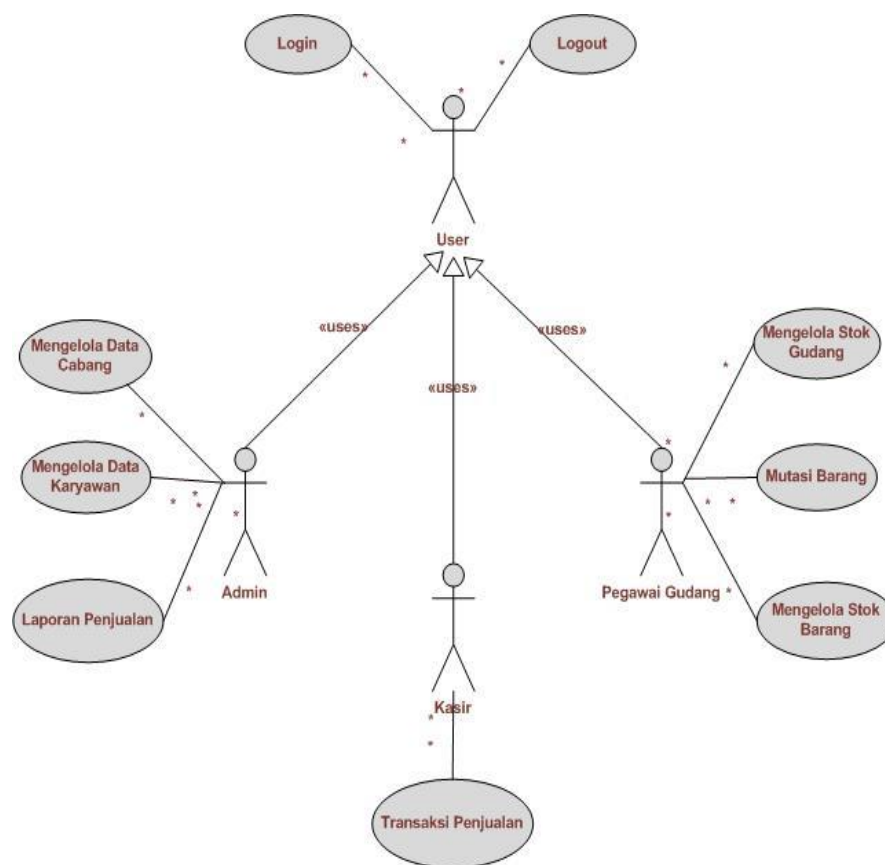 Login
Logout
*
*
*
*
User
«uses»
«uses»
«uses»
Mengelola Data
Cabang
*
Mengelola Data
Karyawan
*
*
*
*
Laporan Penjualan
*
Admin
Mengelola Stok
Gudang
*
*
Mutasi Barang
*
*
*
Pegawai Gudang
*
Mengelola Stok
Barang
Kasir
*
*
Transaksi Penjualan